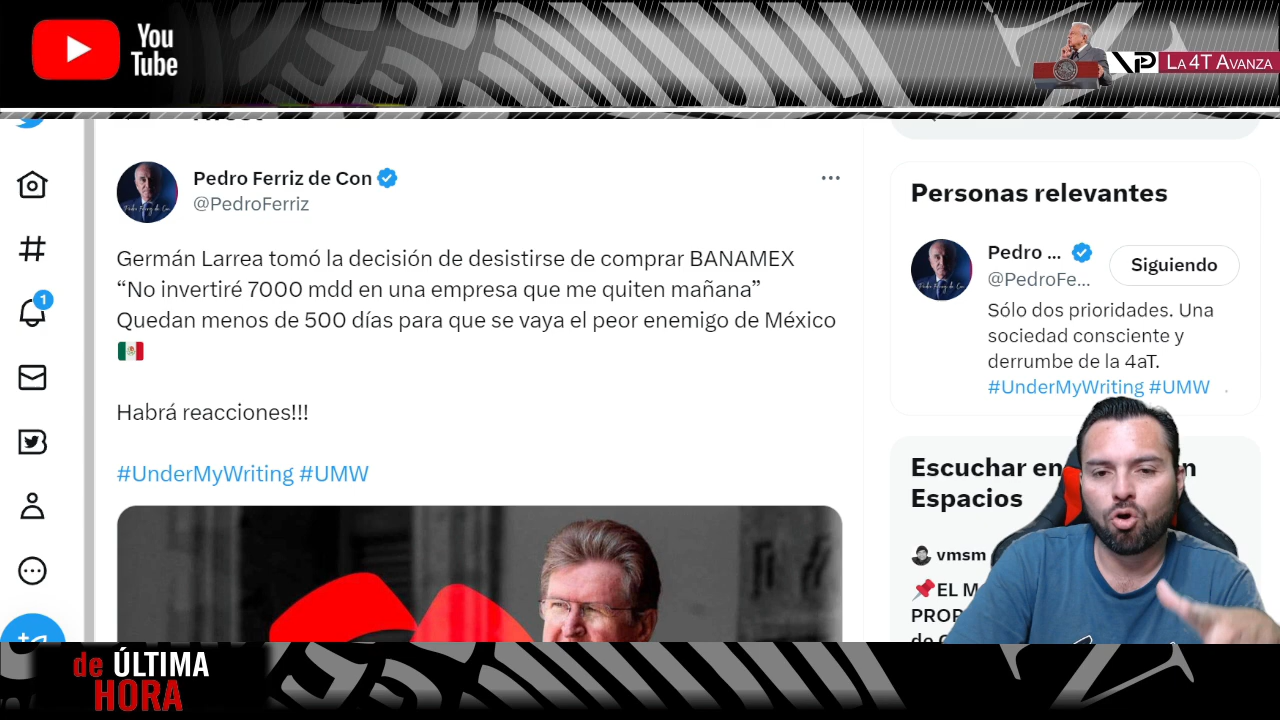 You
Tube
LA 4T AVANZA
Pedro Ferriz de Con
@PedroFerriz
Germán Larrea tomó la decisión de desistirse de comprar BANAMEX
“No invertiré 7000 mdd en una empresa que me quiten mañana”
Quedan menos de 500 días para que se vaya el peor enemigo de México
Habrá reacciones!!!
#UnderMyWriting #UMW
Personas relevantes
Pedro ...
@PedroFe...
Siguiendo
Sólo dos prioridades. Una
sociedad consciente y
derrumbe de la 4aT.
#UnderMyWriting #UMW
Escuchar en
Espacios
vmsm
EL
1
de ÚLTIMA
HORA